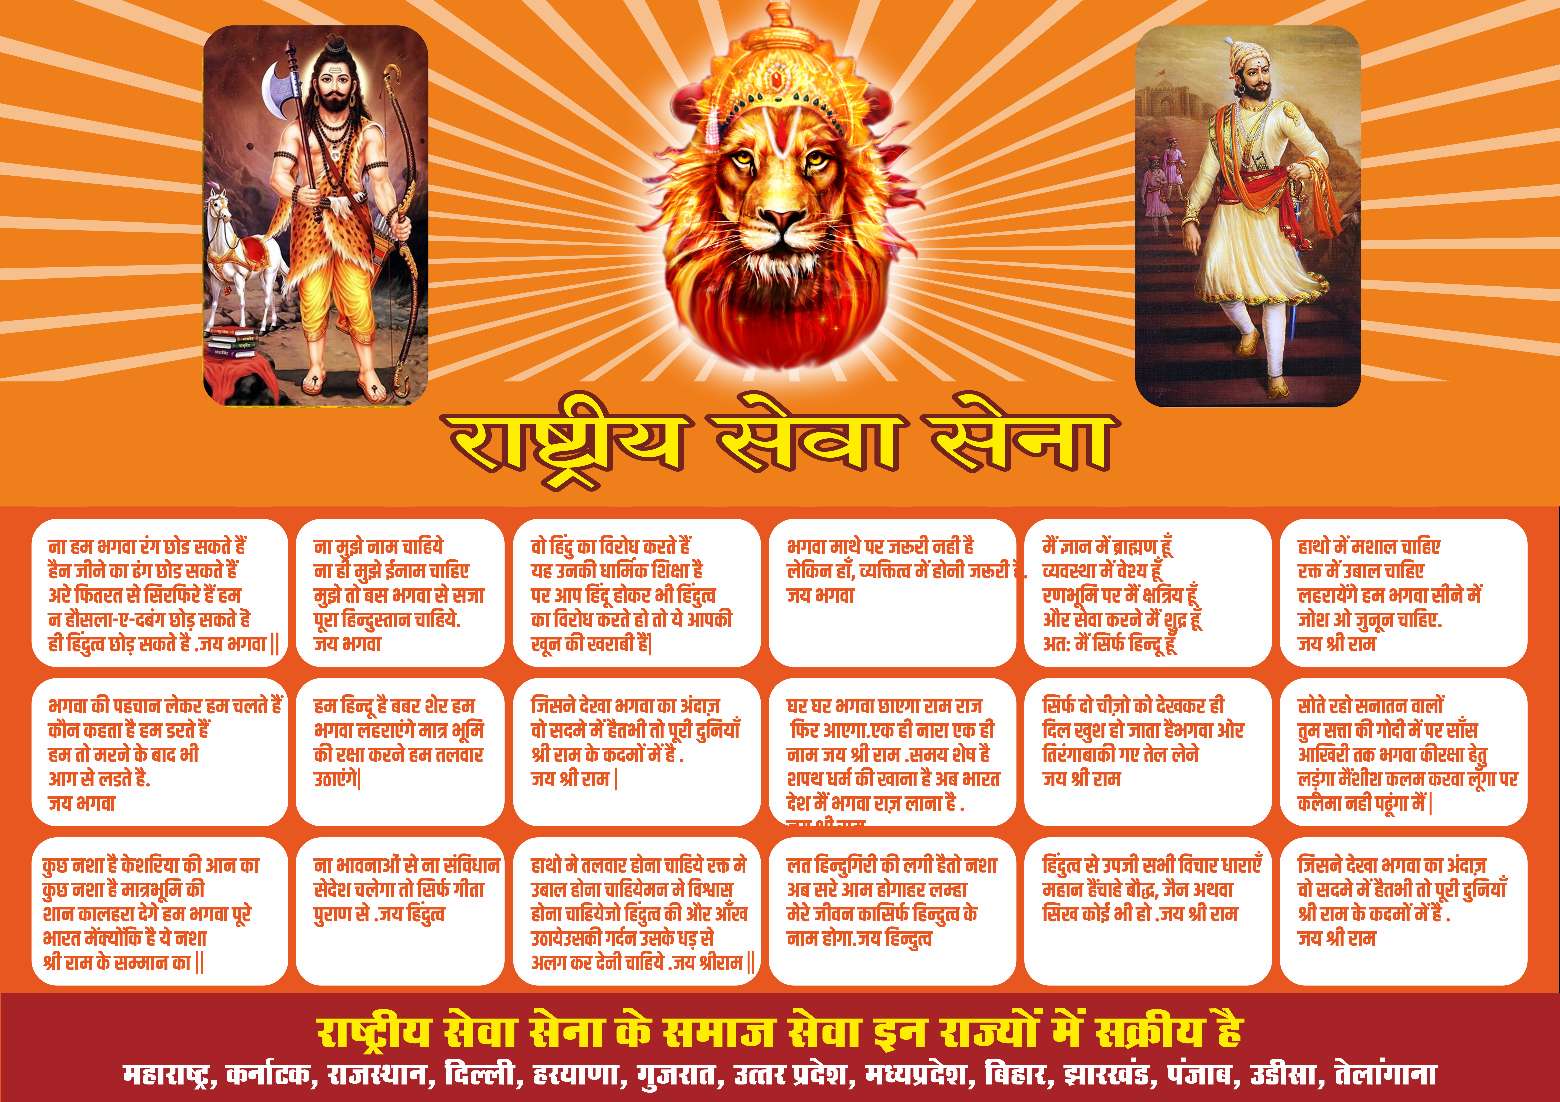 राष्ट्रीय सेवा सेना
ना हम भगवा रंग छोड सकते हैं
हैन जीने का ढंग छोड सकते हैं
अरे फितरत से सिरफिरे हैं हम
न हौसला-ए-दबंग छोड़ सकते हॆ
ही हिंदुत्व छोड़ सकते है .जय भगवा ||
ना मुझे नाम चाहिये
ना ही मुझे ईनाम चाहिए
मुझे तो बस भगवा से सजा
पूरा हिन्दुस्तान चाहिये.
जय भगवा
वो हिंदु का विरोध करते हैं
यह उनकी धार्मिक शिक्षा है
पर आप हिंदू होकर भी हिंदुत्व
का विरोध करते हो तो ये आपकी
खून की खराबी हैं|
भगवा माथे पर जरूरी नही है
लेकिन हाँ, व्यक्तित्व में होनी जरूरी है.
जय भगवा
मैं ज्ञान में ब्राह्मण हूँ
व्यवस्था में वेश्य हूँ
रणभूमि पर मैं क्षत्रिय हूँ
और सेवा करने में शुद्र हूँ
अत: मैं सिर्फ हिन्दू हूँ
हाथो में मशाल चाहिए
रक्त में उबाल चाहिए
लहरायेंगे हम भगवा सीने में
जोश ओ जुनून चाहिए.
जय श्री राम
भगवा की पहचान लेकर हम चलते हैं
कौन कहता है हम डरते हैं
हम तो मरने के बाद भी
आग से लडते है.
जय भगवा
हम हिन्दू है बबर शेर हम
भगवा लहराएंगे मात्र भूमि
की रक्षा करने हम तलवार
उठाएंगे|
जिसने देखा भगवा का अंदाज़
वो सदमे में हैतभी तो पूरी दुनियाँ
श्री राम के कदमों में है .
जय श्री राम |
घर घर भगवा छाएगा राम राज
फिर आएगा.एक ही नारा एक ही
नाम जय श्री राम .समय शेष है
शपथ धर्म की खाना है अब भारत
देश मैं भगवा राज़ लाना है .
जय श्री राम
सिर्फ दो चीज़ो को देखकर ही
दिल खुश हो जाता हैभगवा ओर
तिरंगाबाकी गए तेल लेने
जय श्री राम
सोते रहो सनातन वालों
तुम सत्ता की गोदी में पर साँस
आखिरी तक भगवा कीरक्षा हेतु
लडूंगा मैंशीश कलम करवा लूँगा पर
कलिमा नही पढूंगा मैं |
कुछ नशा है केशरिया की आन का
कुछ नशा है मात्रभूमि की
शान कालहरा देगे हम भगवा पूरे
भारत मेंक्योंकि है ये नशा
श्री राम के सम्मान का ||
ना भावनाओं से ना संविधान
सेदेश चलेगा तो सिर्फ गीता
पुराण से .जय हिंदुत्व
हाथो मे तलवार होना चाहिये रक्त मे
उबाल होना चाहियेमन मे विश्वास
होना चाहियेजो हिंदुत्व की और आँख
उठायेउसकी गर्दन उसके धड़ से
अलग कर देनी चाहिये .जय श्रीराम ||
लत हिन्दुगिरी की लगी हैतो नशा
अब सरे आम होगाहर लम्हा
मेरे जीवन कासिर्फ हिन्दुत्व के
नाम होगा.जय हिन्दुत्व
हिंदुत्व से उपजी सभी विचार धाराएँ
महान हैंचाहे बौद्ध, जैन अथवा
सिख कोई भी हो .जय श्री राम
जिसने देखा भगवा का अंदाज़
वो सदमे में हैतभी तो पूरी दुनियाँ
श्री राम के कदमों में है .
जय श्री राम
राष्ट्रीय सेवा सेना के समाज सेवा इन राज्यों में सक्रीय है
महाराष्ट्र, कर्नाटक, राजस्थान, दिल्ली, हरयाणा, गुजरात, उत्तर प्रदेश, मध्यप्रदेश, बिहार, झारखंड, पंजाब, उडीसा, तेलांगाना